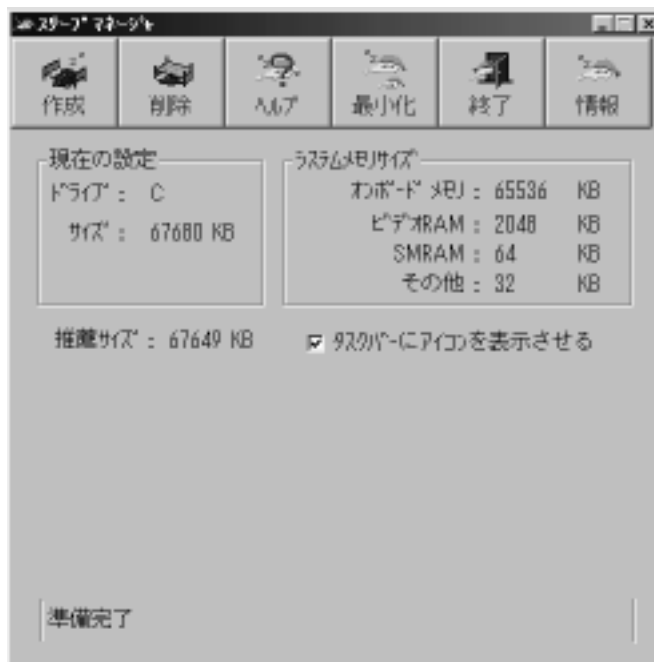 ｽﾘｰﾌﾟ ﾏﾈｰｼﾞｬ
作成 削除 ﾍﾙﾌﾟ 最小化 終了 情報
現在の設定
ﾄﾞﾗｲﾌﾞ : C
ｻｲｽﾞ : 67680 KB
ｼｽﾃﾑﾒﾓﾘｻｲｽﾞ
ｵﾝﾎﾞｰﾄﾞ ﾒﾓﾘ : 65536 KB
ﾋﾞﾃﾞｵRAM : 2048 KB
SMRAM : 64 KB
その他 : 32 KB
推薦ｻｲｽﾞ : 67649 KB
ﾀｽｸﾊﾞｰにｱｲｺﾝを表示させる
準備完了